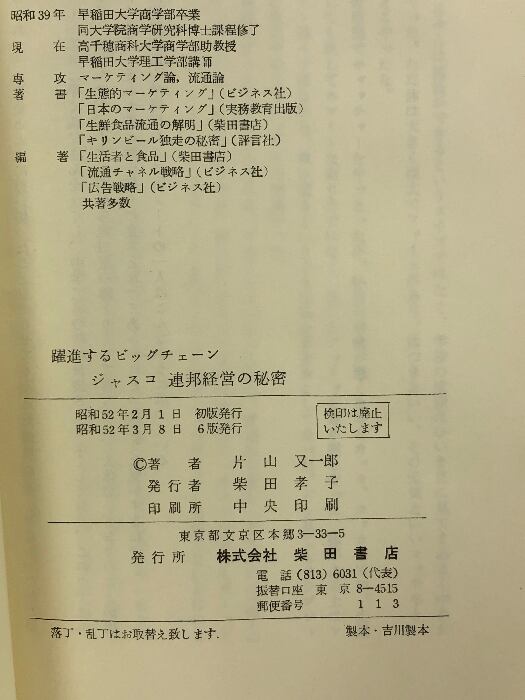 昭和39年 早稲田大学商学部卒業
同大学院商学研究科博士課程修了
現 在 高千穂商科大学商学部助教授
早稲田大学理工学部講師
専 攻 マーケティング論，流通論
著 書 「生態的マーケティング」（ビジネス社）
「日本のマーケティング」（実務教育出版）
「生鮮食品流通の解明」（柴田書店）
「キリンビール独走の秘密」（評言社）
編 著 「生活者と食品」（柴田書店）
「流通チャネル戦略」（ビジネス社）
「広告戦略」（ビジネス社）
共著多数
躍進するビッグチェーン
ジャスコ 連邦経営の秘密
昭和52年2月1日 初版発行
昭和52年3月8日 6版発行
検印は廃止
いたします
©著 者 片山又一郎
発行者 柴田孝子
印刷所 中央印刷
東京都文京区本郷3―33―5
発行所 株式会社 柴田書店
電話（813）6031（代表）
振替口座 東京 8―4515
郵便番号 113
落丁・乱丁はお取替え致します．
製本・吉川製本